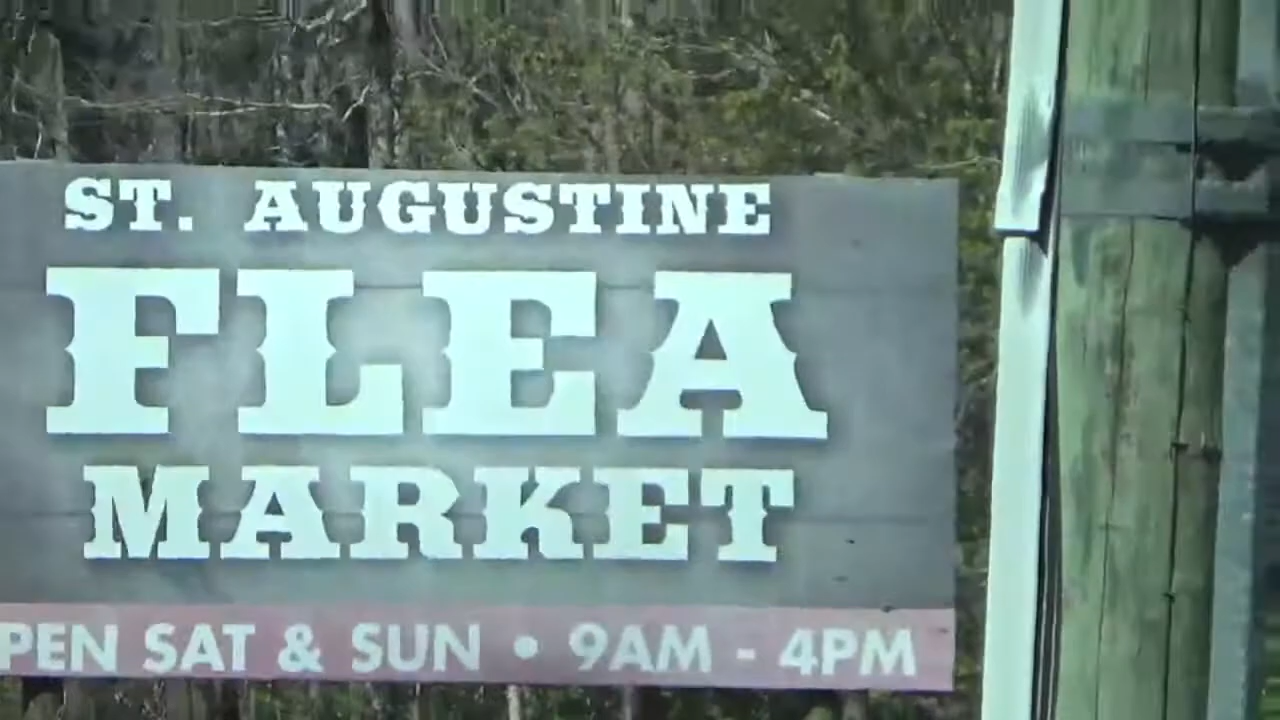 ST. AUGUSTINE
FLEA
MARKET
PEN SAT & SUN • 9AM - 4PM